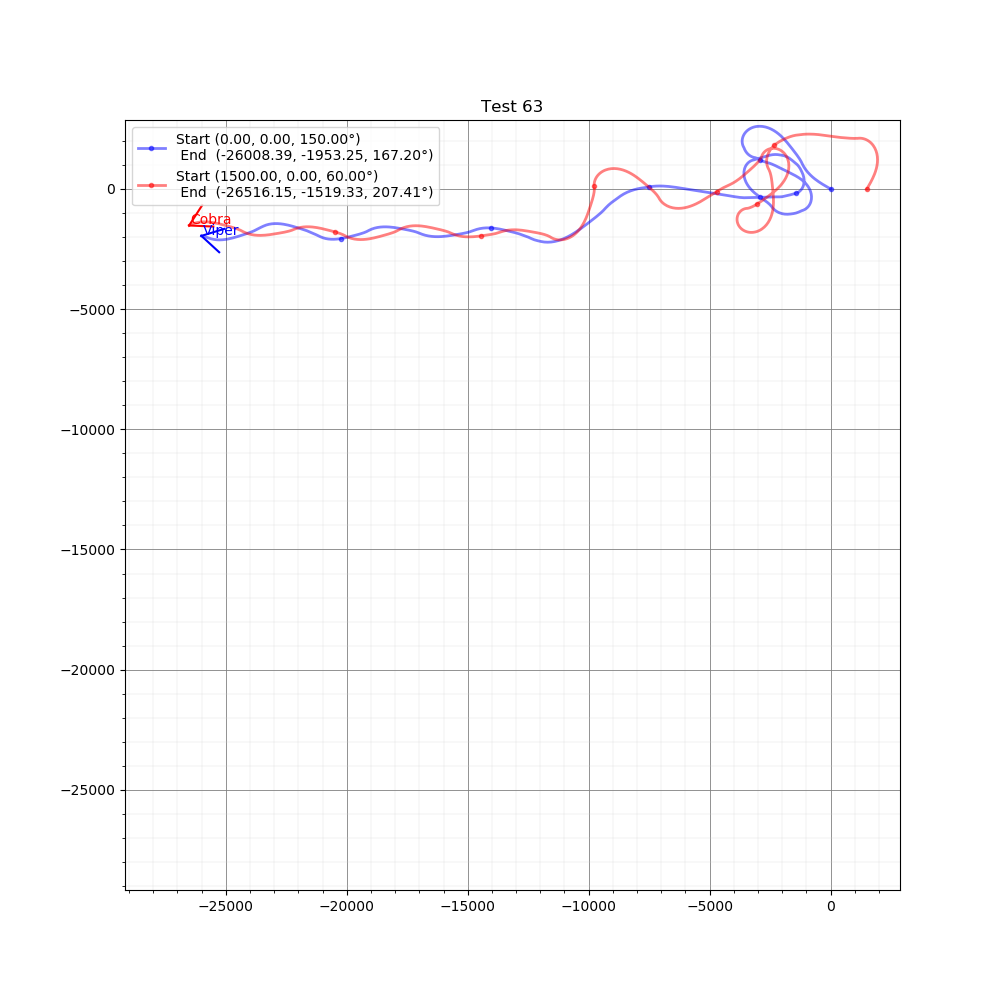 Test 63
Start (0.00, 0.00, 150.00°)
End (-26008.39, -1953.25, 167.20°)
Start (1500.00, 0.00, 60.00°)
End (-26516.15, -1519.33, 207.41°)
0
Cobra
Viper
−5000
−10000
−15000
−20000
−25000
−25000 −20000 −15000 −10000 −5000 0